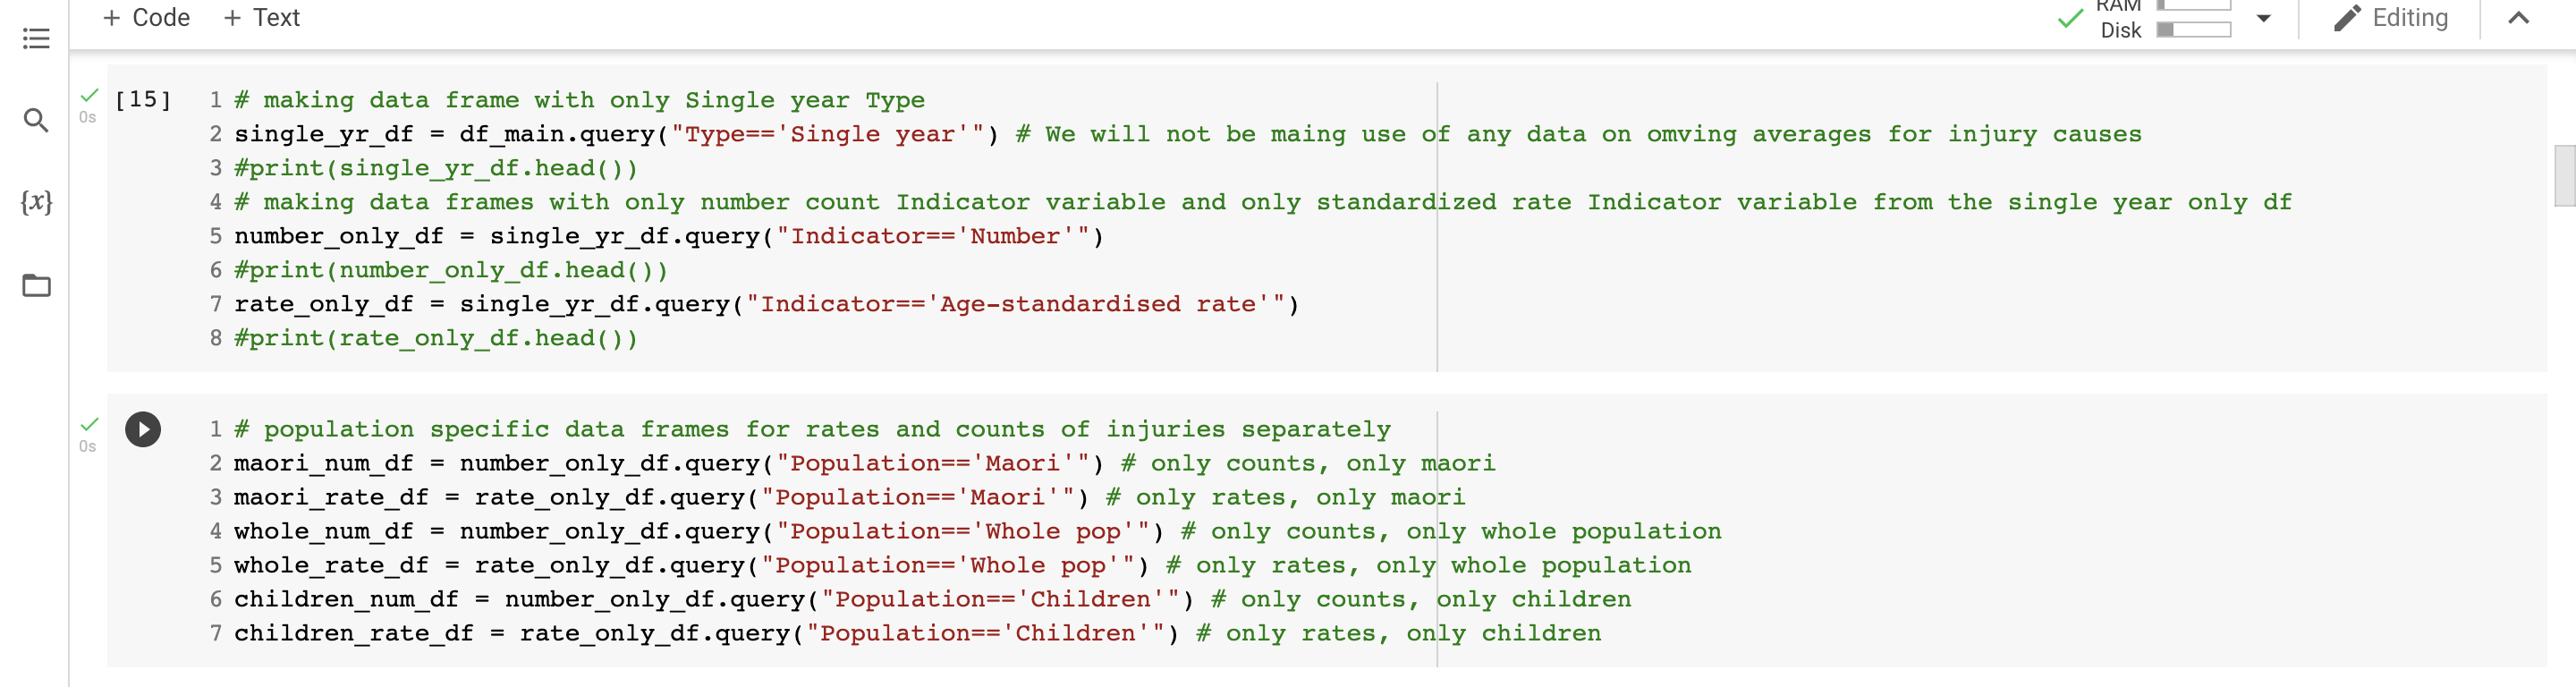 + Code + Text
RAM
Disk
Editing
{x}
[15]
0s
1 # making data frame with only Single year Type
2 single_yr_df = df_main.query("Type=='Single year'") # We will not be maing use of any data on omving averages for injury causes
3 #print(single_yr_df.head())
4 # making data frames with only number count Indicator variable and only standardized rate Indicator variable from the single year only df
5 number_only_df = single_yr_df.query("Indicator=='Number'")
6 #print(number_only_df.head())
7 rate_only_df = single_yr_df.query("Indicator=='Age-standardised rate'")
8 #print(rate_only_df.head())
0s
1 # population specific data frames for rates and counts of injuries separately
2 maori_num_df = number_only_df.query("Population=='Maori'") # only counts, only maori
3 maori_rate_df = rate_only_df.query("Population=='Maori'") # only rates, only maori
4 whole_num_df = number_only_df.query("Population=='Whole pop'") # only counts, only whole population
5 whole_rate_df = rate_only_df.query("Population=='Whole pop'") # only rates, only whole population
6 children_num_df = number_only_df.query("Population=='Children'") # only counts, only children
7 children_rate_df = rate_only_df.query("Population=='Children'") # only rates, only children